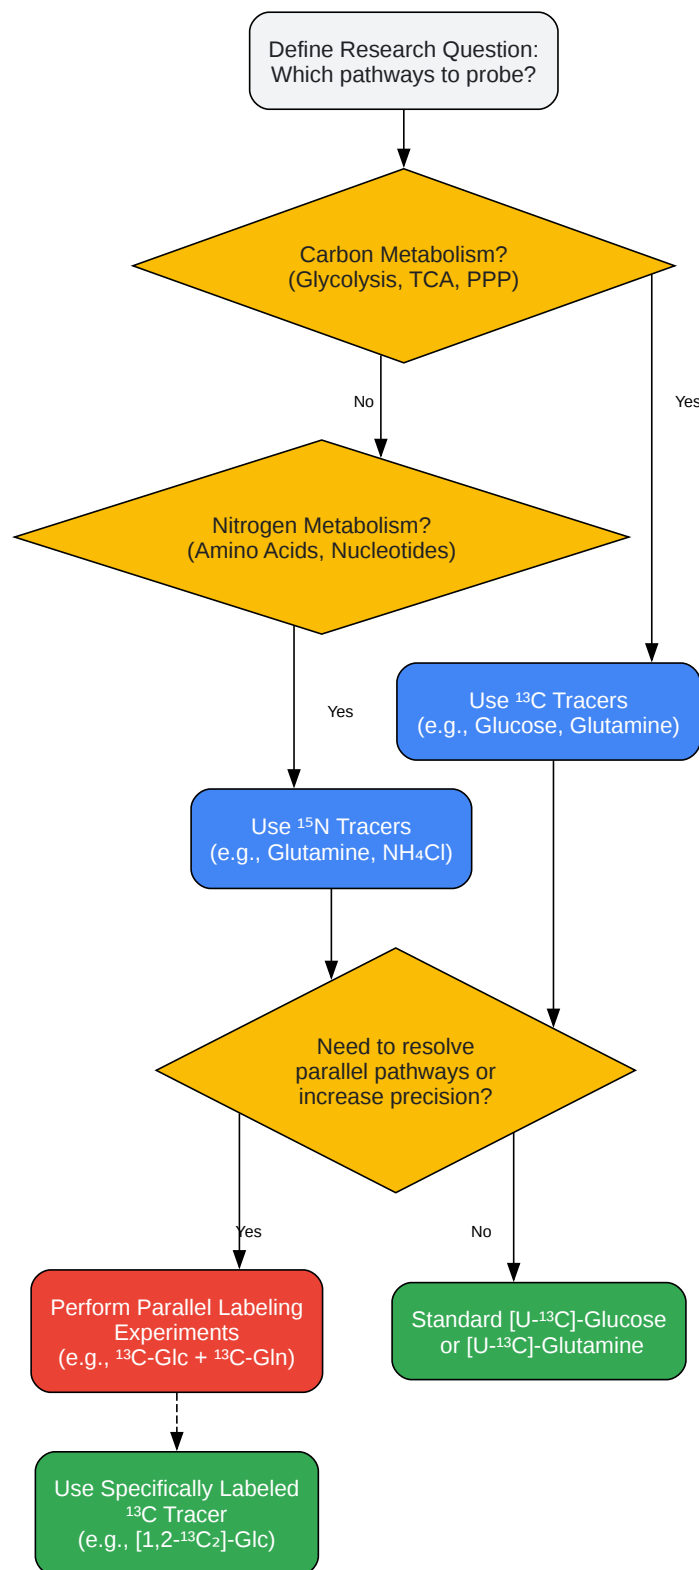 Define Research Question:
Which pathways to probe?
Carbon Metabolism?
(Glycolysis, TCA, PPP)
No
Yes
Nitrogen Metabolism?
(Amino Acids, Nucleotides)
Use ¹³C Tracers
(e.g., Glucose, Glutamine)
Yes
Use ¹⁵N Tracers
(e.g., Glutamine, NH₄Cl)
Need to resolve
parallel pathways or
increase precision?
Yes
No
Perform Parallel Labeling
Experiments
(e.g., ¹³C-Glc + ¹³C-Gln)
Standard [U-¹³C]-Glucose
or [U-¹³C]-Glutamine
Use Specifically Labeled
¹³C Tracer
(e.g., [1,2-¹³C₂]-Glc)